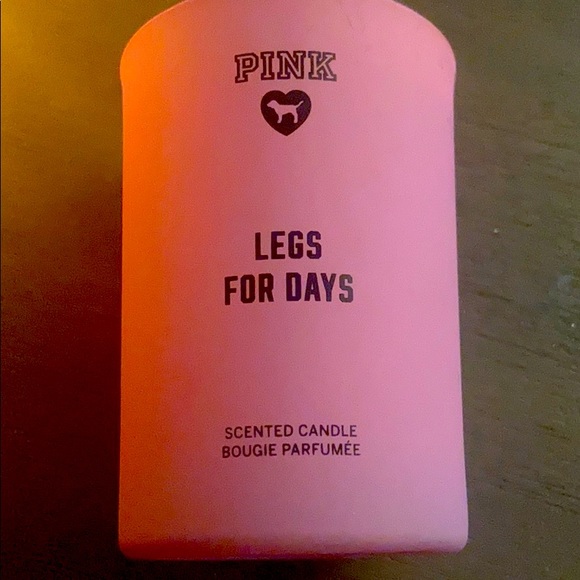 PINK
LEGS
FOR DAYS
SCENTED CANDLE
BOUGIE PARFUMÉE